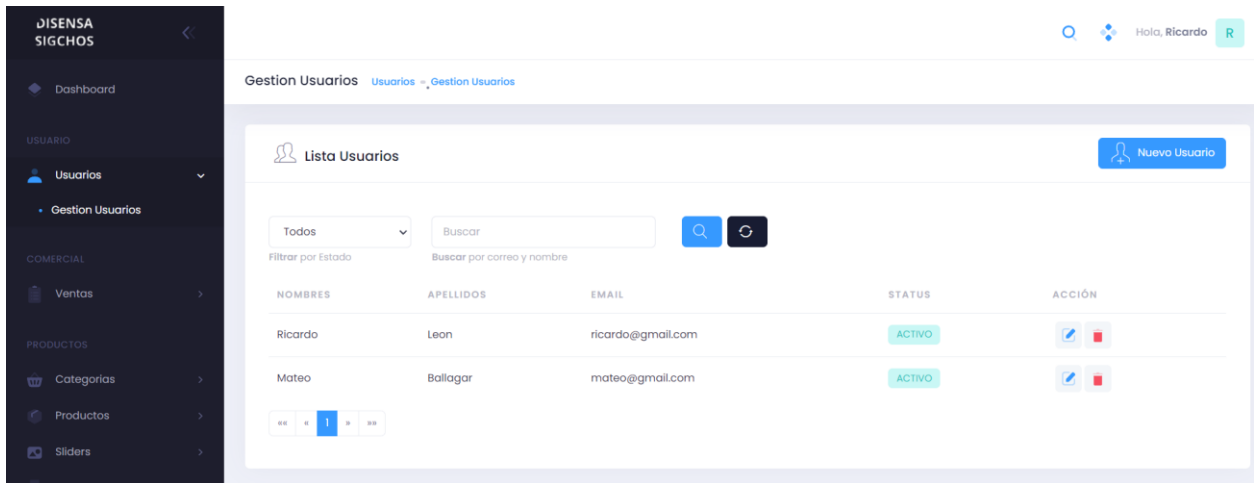 DISENSA
SIGCHOS
Hola, Ricardo R
Dashboard
Gestion Usuarios Usuarios - Gestion Usuarios
USUARIO
Usuarios
Gestion Usuarios
Lista Usuarios
Nuevo Usuario
Todos Buscar
Filtrar por Estado Buscar por correo y nombre
COMERCIAL
Ventas
NOMBRES APELLIDOS EMAIL STATUS ACCIÓN
Ricardo Leon ricardo@gmail.com ACTIVO
PRODUCTOS
Categorias
Mateo Ballagar mateo@gmail.com ACTIVO
Productos
«« « 1 » »»
Sliders